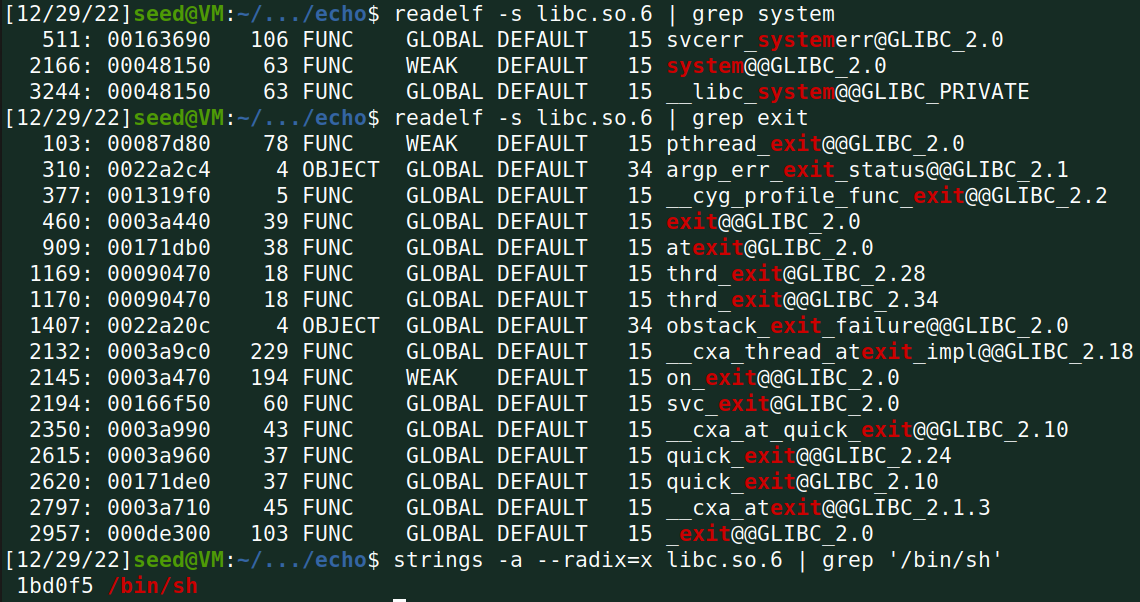 [12/29/22]seed@VM:~/.../echo$ readelf -s libc.so.6 | grep system
   511: 00163690   106 FUNC    GLOBAL DEFAULT   15 svcerr_systemerr@GLIBC_2.0
  2166: 00048150    63 FUNC    WEAK   DEFAULT   15 system@@GLIBC_2.0
  3244: 00048150    63 FUNC    GLOBAL DEFAULT   15 __libc_system@@GLIBC_PRIVATE
[12/29/22]seed@VM:~/.../echo$ readelf -s libc.so.6 | grep exit
   103: 00087d80    78 FUNC    WEAK   DEFAULT   15 pthread_exit@@GLIBC_2.0
   310: 0022a2c4     4 OBJECT  GLOBAL DEFAULT   34 argp_err_exit_status@@GLIBC_2.1
   377: 001319f0     5 FUNC    GLOBAL DEFAULT   15 __cyg_profile_func_exit@@GLIBC_2.2
   460: 0003a440    39 FUNC    GLOBAL DEFAULT   15 exit@@GLIBC_2.0
   909: 00171db0    38 FUNC    GLOBAL DEFAULT   15 atexit@GLIBC_2.0
  1169: 00090470    18 FUNC    GLOBAL DEFAULT   15 thrd_exit@GLIBC_2.28
  1170: 00090470    18 FUNC    GLOBAL DEFAULT   15 thrd_exit@@GLIBC_2.34
  1407: 0022a20c     4 OBJECT  GLOBAL DEFAULT   34 obstack_exit_failure@@GLIBC_2.0
  2132: 0003a9c0   229 FUNC    GLOBAL DEFAULT   15 __cxa_thread_atexit_impl@@GLIBC_2.18
  2145: 0003a470   194 FUNC    WEAK   DEFAULT   15 on_exit@@GLIBC_2.0
  2194: 00166f50    60 FUNC    GLOBAL DEFAULT   15 svc_exit@GLIBC_2.0
  2350: 0003a990    43 FUNC    GLOBAL DEFAULT   15 __cxa_at_quick_exit@@GLIBC_2.10
  2615: 0003a960    37 FUNC    GLOBAL DEFAULT   15 quick_exit@@GLIBC_2.24
  2620: 00171de0    37 FUNC    GLOBAL DEFAULT   15 quick_exit@GLIBC_2.10
  2797: 0003a710    45 FUNC    GLOBAL DEFAULT   15 __cxa_atexit@@GLIBC_2.1.3
  2957: 000de300   103 FUNC    GLOBAL DEFAULT   15 _exit@@GLIBC_2.0
[12/29/22]seed@VM:~/.../echo$ strings -a --radix=x libc.so.6 | grep '/bin/sh'
 1bd0f5 /bin/sh